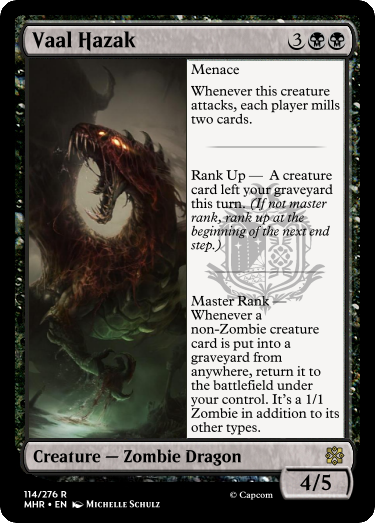 Vaal Hazak 3
Menace
Whenever this creature
attacks, each player mills
two cards.
Rank Up — A creature
card left your graveyard
this turn. (If not master
rank, rank up at the
beginning of the next end
step.)
Master Rank —
Whenever a
non-Zombie creature
card is put into a
graveyard from
anywhere, return it to
the battlefield under
your control. It's a 1/1
Zombie in addition to its
other types.
Creature — Zombie Dragon
4/5
114/276 R
MHR • EN Michelle Schulz
© Capcom